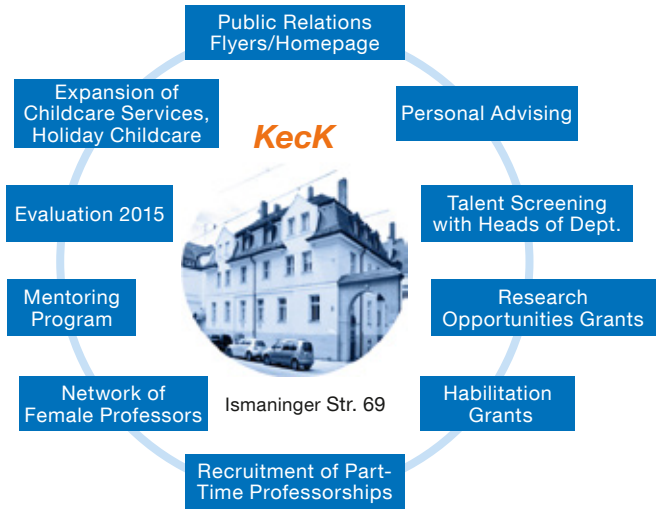 Public Relations
Flyers/Homepage
Personal Advising
Talent Screening
with Heads of Dept.
Research
Opportunities Grants
Habilitation
Grants
Recruitment of Part-
Time Professorships
Network of
Female Professors
Mentoring
Program
Evaluation 2015
Expansion of
Childcare Services,
Holiday Childcare
KecK
Ismaninger Str. 69